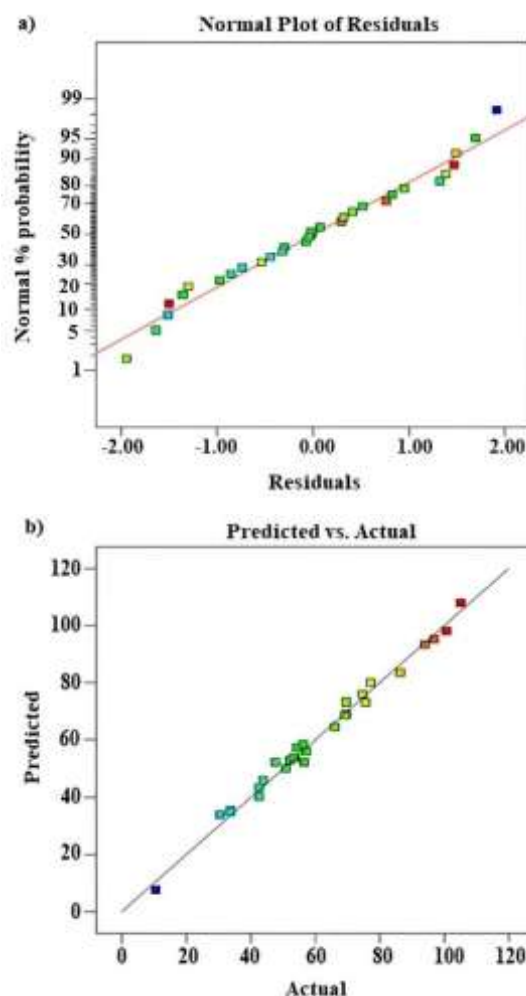 a)
Normal Plot of Residuals
Normal % probability
99
95
90
80
70
50
30
20
10
5
1
-2.00 -1.00 0.00 1.00 2.00
Residuals
b)
Predicted vs. Actual
Predicted
120
100
80
60
40
20
0
0 20 40 60 80 100 120
Actual